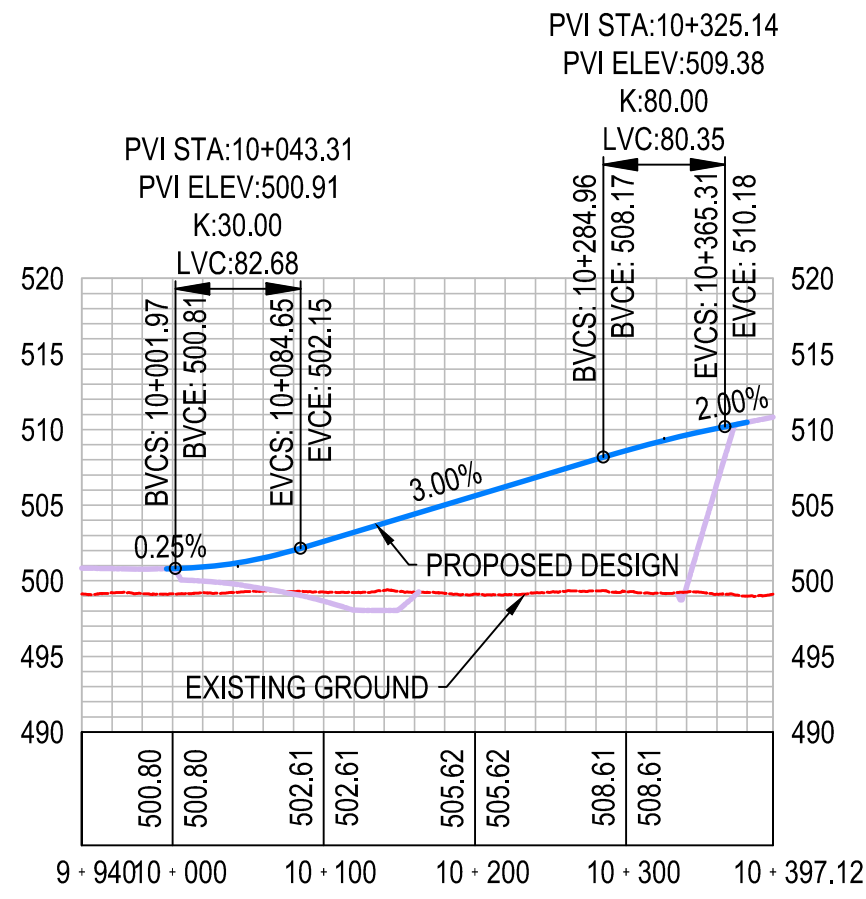 PVI STA:10+325.14
PVI ELEV:509.38
K:80.00
LVC:80.35
PVI STA:10+043.31
PVI ELEV:500.91
K:30.00
LVC:82.68
BVCS: 10+001.97
BVCE: 500.81
EVCS: 10+084.65
EVCE: 502.15
BVCS: 10+284.96
BVCE: 508.17
EVCS: 10+365.31
EVCE: 510.18
520
520
515
515
510
510
505
505
500
500
495
495
490
490
0.25%
3.00%
2.00%
PROPOSED DESIGN
EXISTING GROUND
500.80
500.80
502.61
502.61
505.62
505.62
508.61
508.61
9+940
10+000
10+100
10+200
10+300
10+397.12